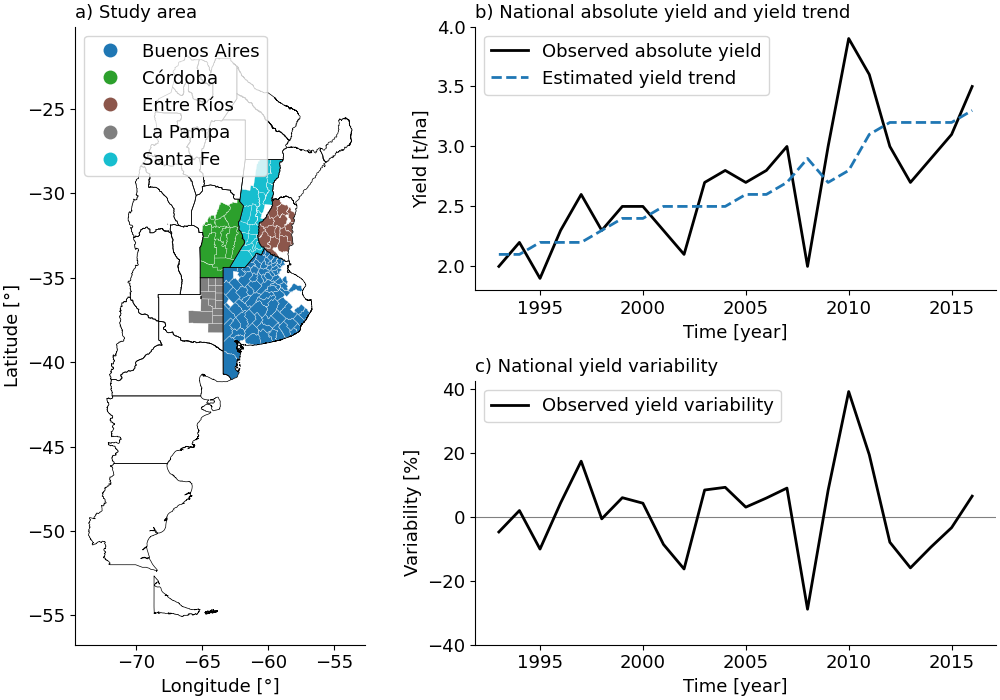 a) Study area
Buenos Aires
Córdoba
Entre Ríos
La Pampa
Santa Fe
−25
−30
−35
−40
−45
−50
−55
Latitude [°]
−70 −65 −60 −55
Longitude [°]
b) National absolute yield and yield trend
Observed absolute yield
Estimated yield trend
4.0
3.5
3.0
2.5
2.0
Yield [t/ha]
1995 2000 2005 2010 2015
Time [year]
c) National yield variability
Observed yield variability
40
20
0
−20
−40
Variability [%]
1995 2000 2005 2010 2015
Time [year]